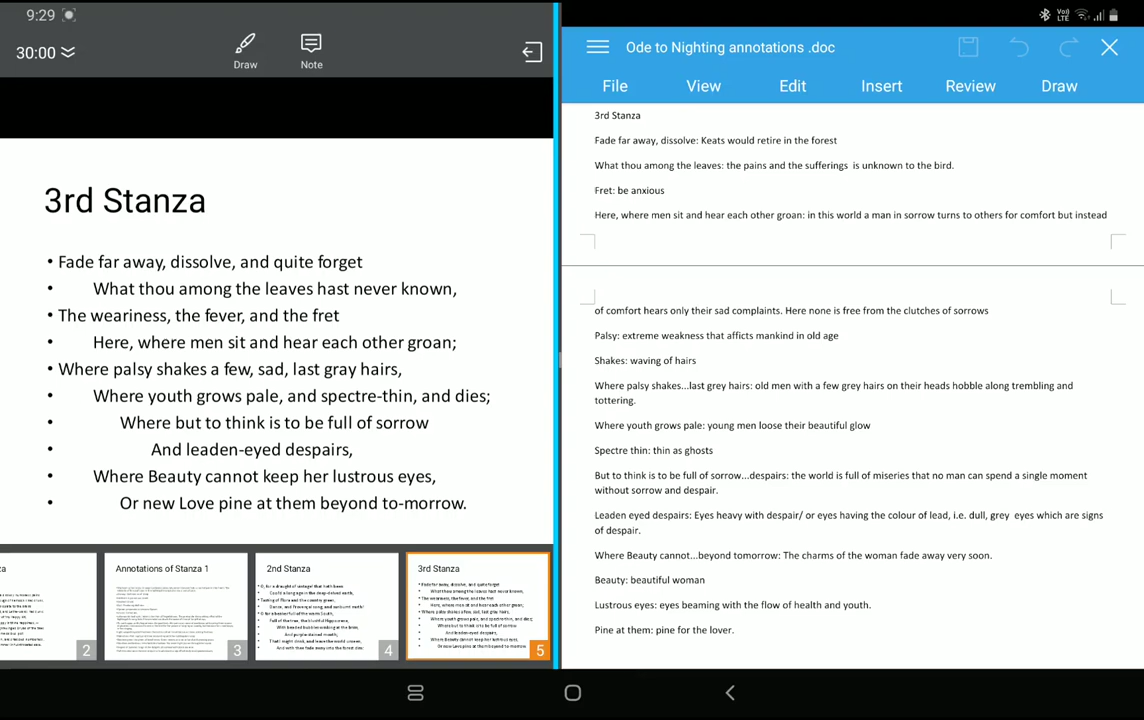 9:29
30:00
Draw
Note
3rd Stanza
• Fade far away, dissolve, and quite forget
• What thou among the leaves hast never known,
• The weariness, the fever, and the fret
• Here, where men sit and hear each other groan;
• Where palsy shakes a few, sad, last gray hairs,
• Where youth grows pale, and spectre-thin, and dies;
• Where but to think is to be full of sorrow
• And leaden-eyed despairs,
• Where Beauty cannot keep her lustrous eyes,
• Or new Love pine at them beyond to-morrow.
za
2
Annotations of Stanza 1
3
2nd Stanza
4
3rd Stanza
5
Vo) LTE
Ode to Nighting annotations .doc
File View Edit Insert Review Draw
3rd Stanza
Fade far away, dissolve: Keats would retire in the forest
What thou among the leaves: the pains and the sufferings  is unknown to the bird.
Fret: be anxious
Here, where men sit and hear each other groan: in this world a man in sorrow turns to others for comfort but instead
of comfort hears only their sad complaints. Here none is free from the clutches of sorrows
Palsy: extreme weakness that afficts mankind in old age
Shakes: waving of hairs
Where palsy shakes...last grey hairs: old men with a few grey hairs on their heads hobble along trembling and
tottering.
Where youth grows pale: young men loose their beautiful glow
Spectre thin: thin as ghosts
But to think is to be full of sorrow...despairs: the world is full of miseries that no man can spend a single moment
without sorrow and despair.
Leaden eyed despairs: Eyes heavy with despair/ or eyes having the colour of lead, i.e. dull, grey  eyes which are signs
of despair.
Where Beauty cannot...beyond tomorrow: The charms of the woman fade away very soon.
Beauty: beautiful woman
Lustrous eyes: eyes beaming with the flow of health and youth.
Pine at them: pine for the lover.